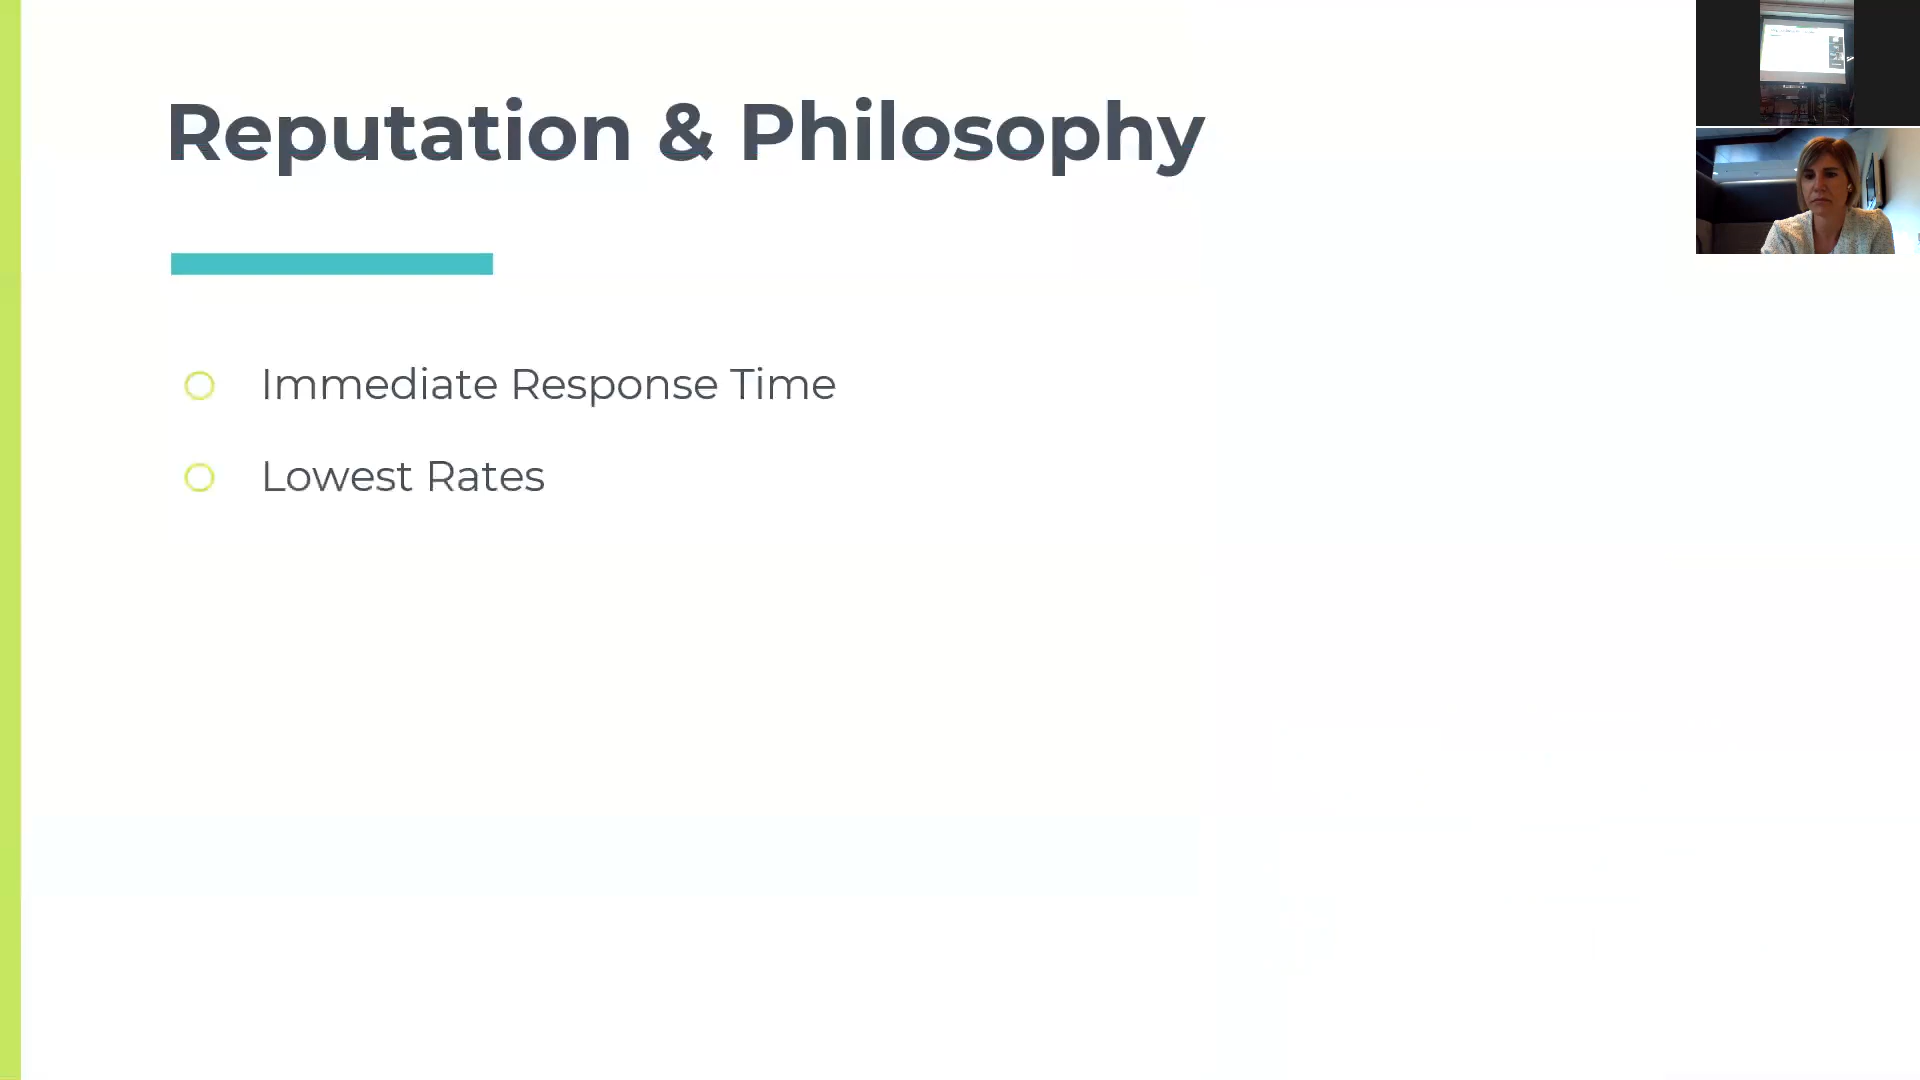 Reputation & Philosophy
Immediate Response Time
Lowest Rates